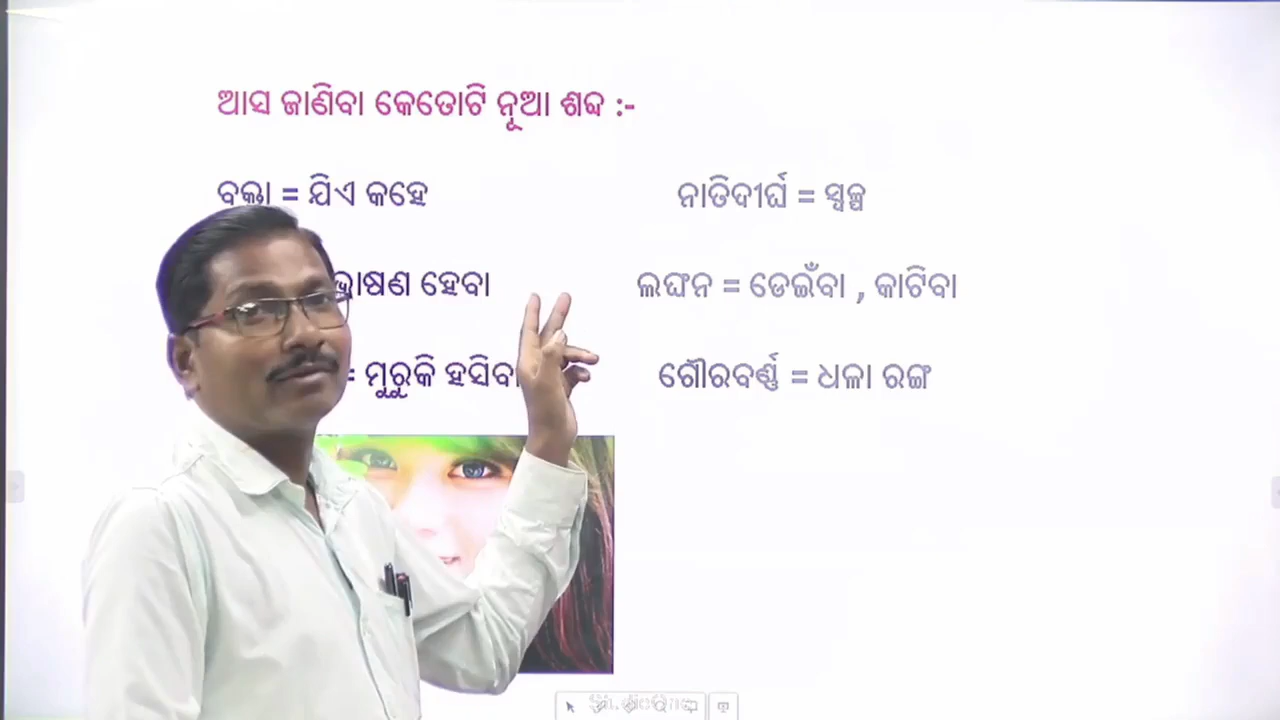 ଆସ ଜାଣିବା କେତୋଟି ନୂଆ ଶବ୍ଦ :-
ବକ୍ତା = ଯିଏ କହେ
ନାତିଦୀର୍ଘ = ସ୍ୱଳ୍ପ
ଭାଷଣ ହେବା
ଲଙ୍ଘନ = ଡେଇଁବା , କାଟିବା
= ମୁରୁକି ହସିବା
ଗୌରବର୍ଣ୍ଣ = ଧଳା ରଙ୍ଗ